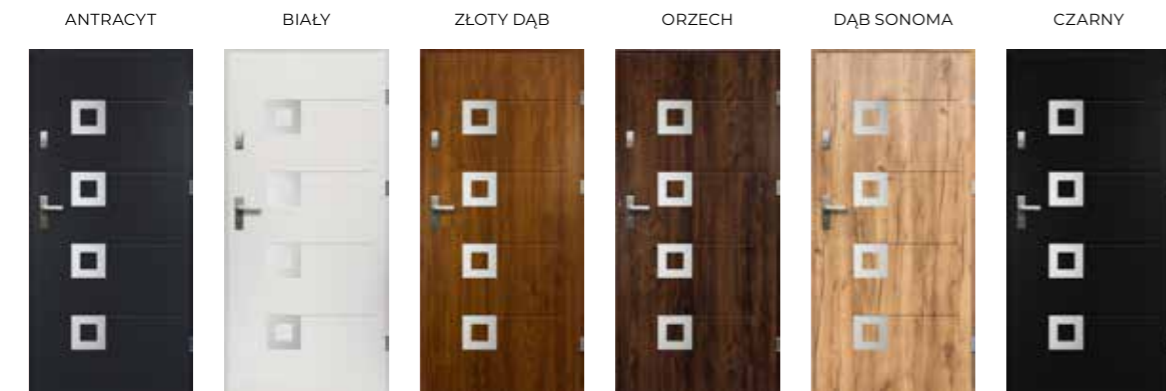 ANTRACYT
BIAŁY
ZŁOTY DĄB
ORZECH
DĄB SONOMA
CZARNY